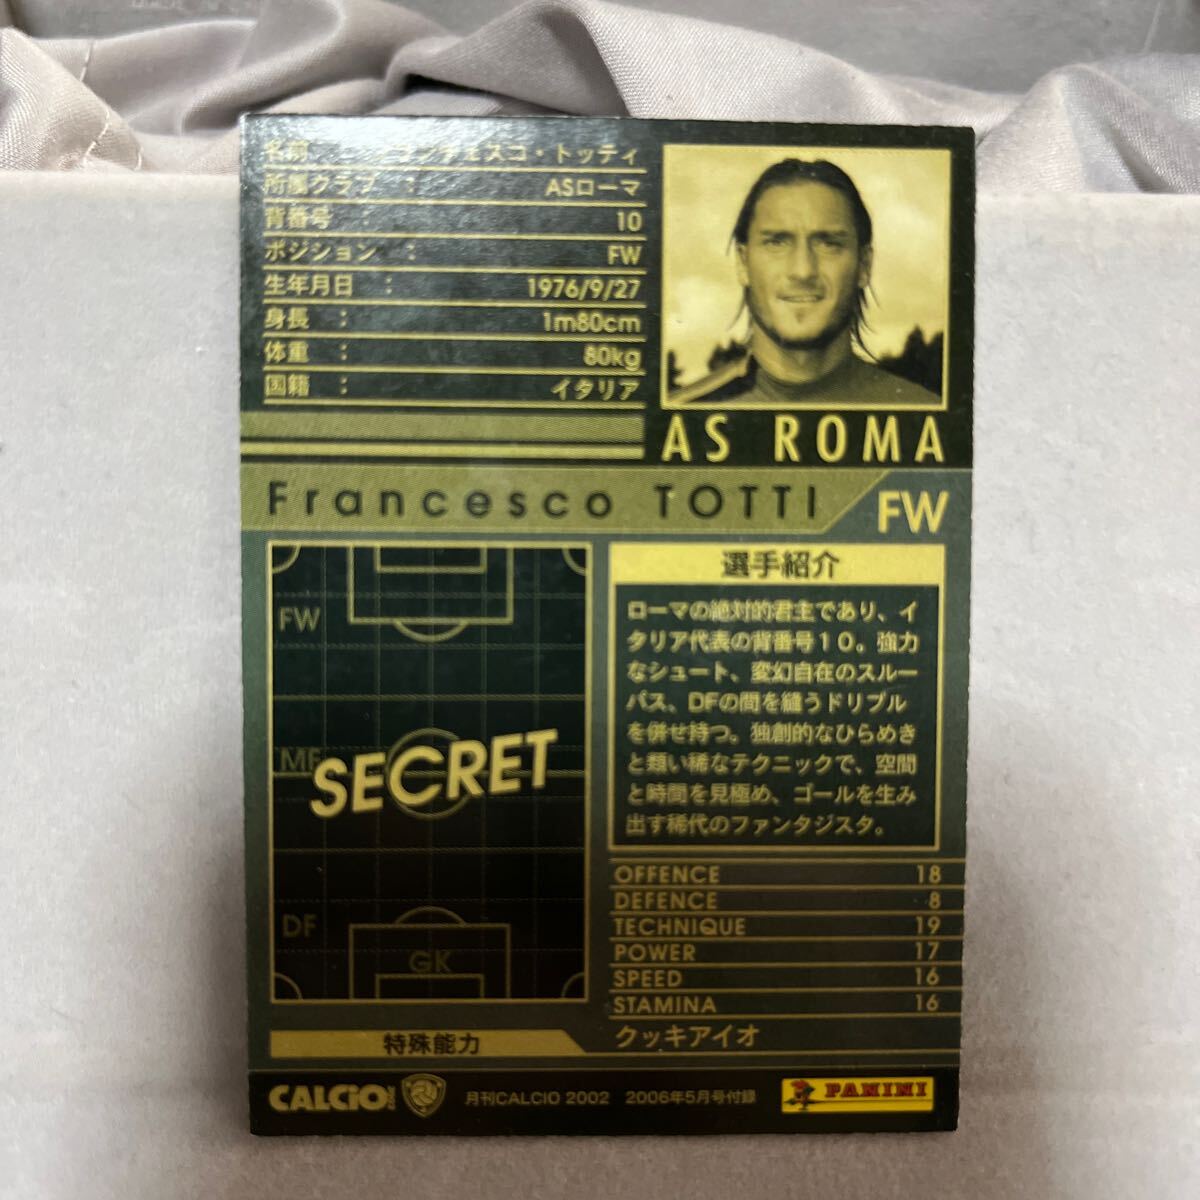 名前 : フランチェスコ・トッティ
所属クラブ : ASローマ
背番号 : 10
ポジション : FW
生年月日 : 1976/9/27
身長 : 1m80cm
体重 : 80kg
国籍 : イタリア
AS ROMA
Francesco TOTTI
FW
FW
MF
SECRET
DF
GK
選手紹介
ローマの絶対的君主であり、イ
タリア代表の背番号10。強力
なシュート、変幻自在のスルー
パス、DFの間を縫うドリブル
を併せ持つ。独創的なひらめき
と類い稀なテクニックで、空間
と時間を見極め、ゴールを生み
出す稀代のファンタジスタ。
OFFENCE 18
DEFENCE 8
TECHNIQUE 19
POWER 17
SPEED 16
STAMINA 16
特殊能力 クッキアイオ
CALCiO 2002
月刊CALCIO 2002 2006年5月号付録
PANINI